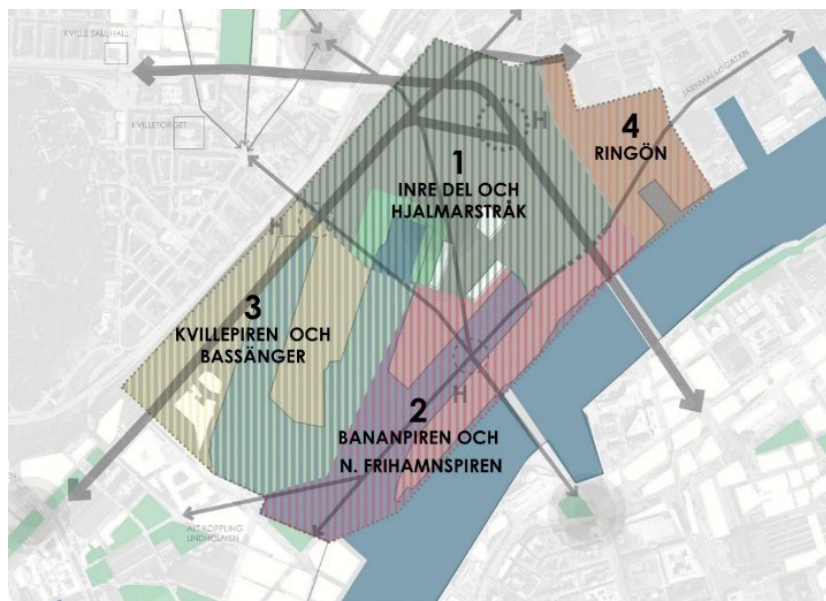 KVILLE SALUHALL
JÄRNMALMSGATAN
KVILLETORGET
H
4
RINGÖN
1
INRE DEL OCH
HJALMARSTRÅK
H
3
KVILLEPIREN OCH
BASSÄNGER
H
2
BANANPIREN OCH
N. FRIHAMNSPIREN
ALT KOPPLING
LINDHOLMEN